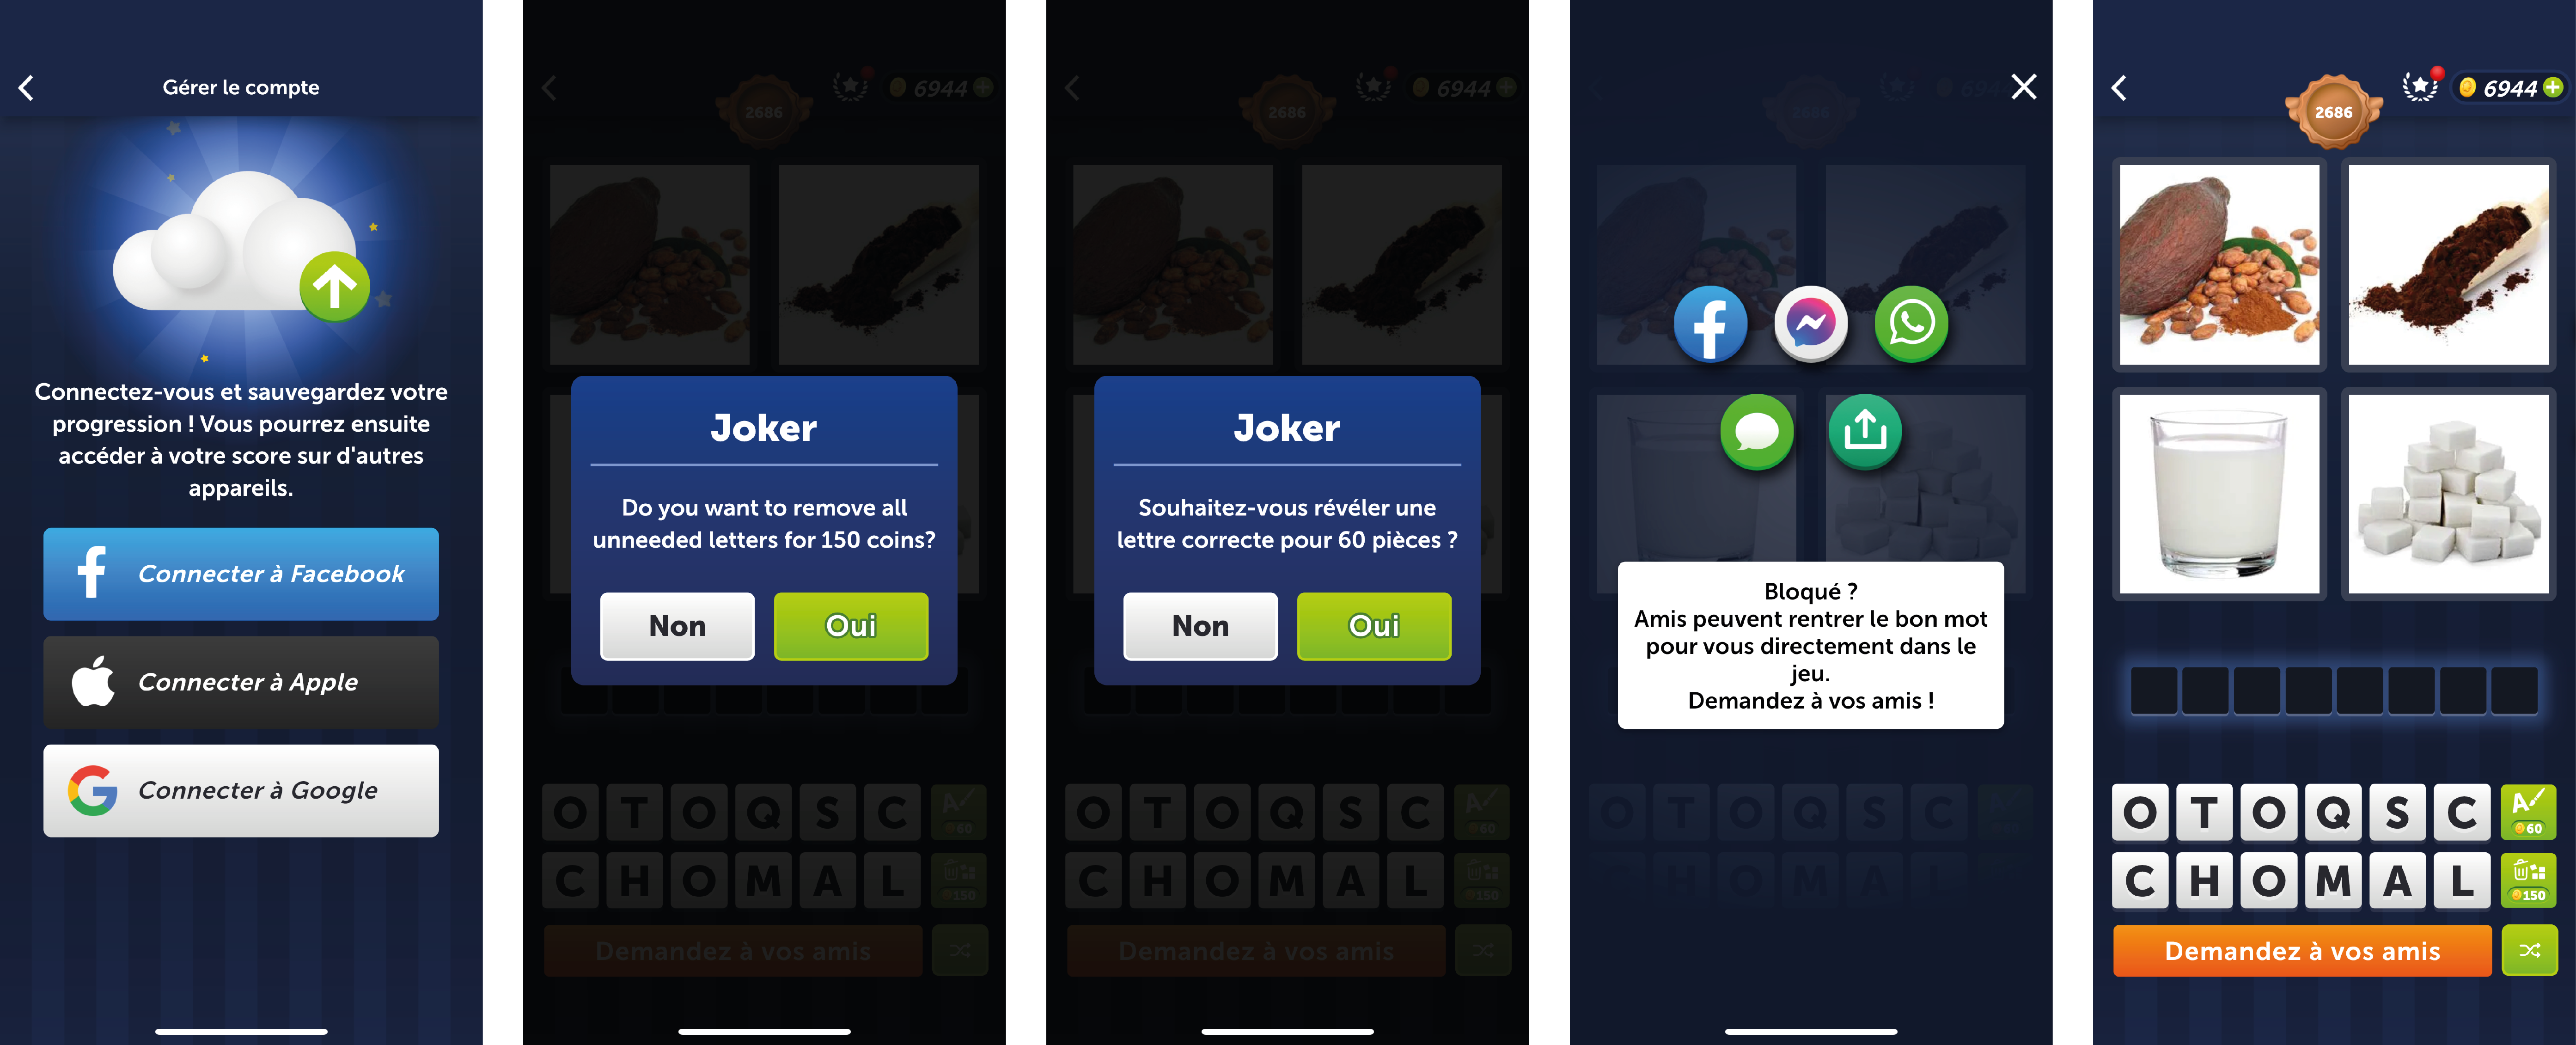 Gérer le compte
Connectez-vous et sauvegardez votre
progression ! Vous pourrez ensuite
accéder à votre score sur d'autres
appareils.
Connecter à Facebook
Connecter à Apple
Connecter à Google
6944
2686
Joker
Do you want to remove all
unneeded letters for 150 coins?
Non
Oui
O T O Q S C
A
60
C H O M A L
150
Demandez à vos amis
6944
2686
Joker
Souhaitez-vous révéler une
lettre correcte pour 60 pièces ?
Non
Oui
O T O Q S C
A
60
C H O M A L
150
Demandez à vos amis
694
2686
Bloqué ?
Amis peuvent rentrer le bon mot
pour vous directement dans le
jeu.
Demandez à vos amis !
O T O Q S C
C H O M A L
6944
2686
O T O Q S C
A
60
C H O M A L
150
Demandez à vos amis